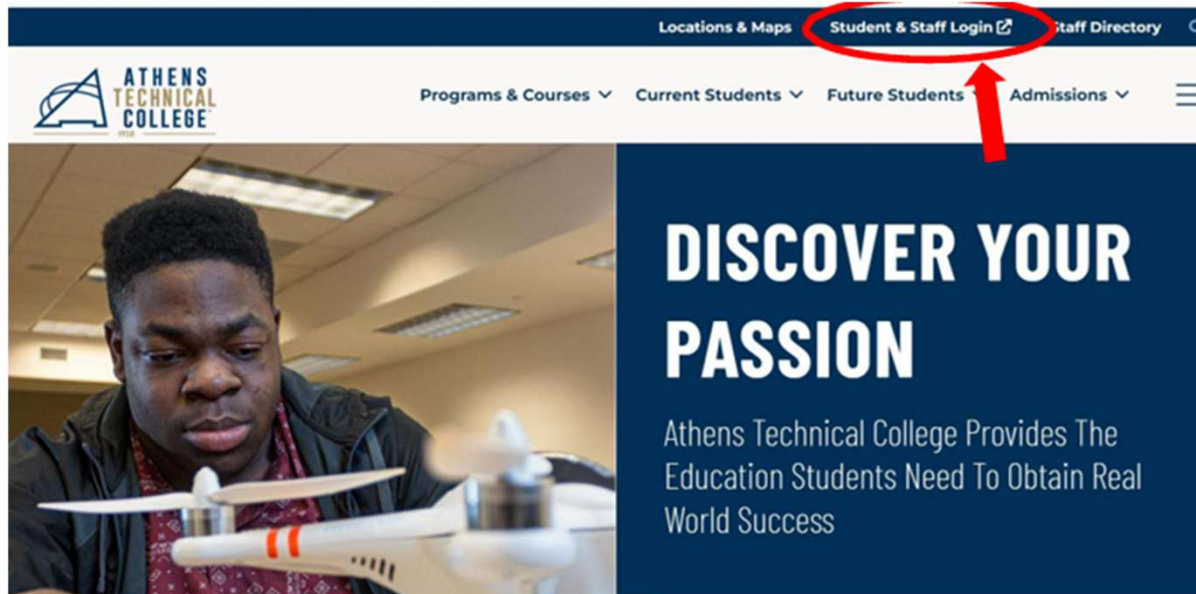 Locations & Maps Student & Staff Login Staff Directory
ATHENS
TECHNICAL
COLLEGE
1958
Programs & Courses Current Students Future Students Admissions
DISCOVER YOUR
PASSION
Athens Technical College Provides The
Education Students Need To Obtain Real
World Success